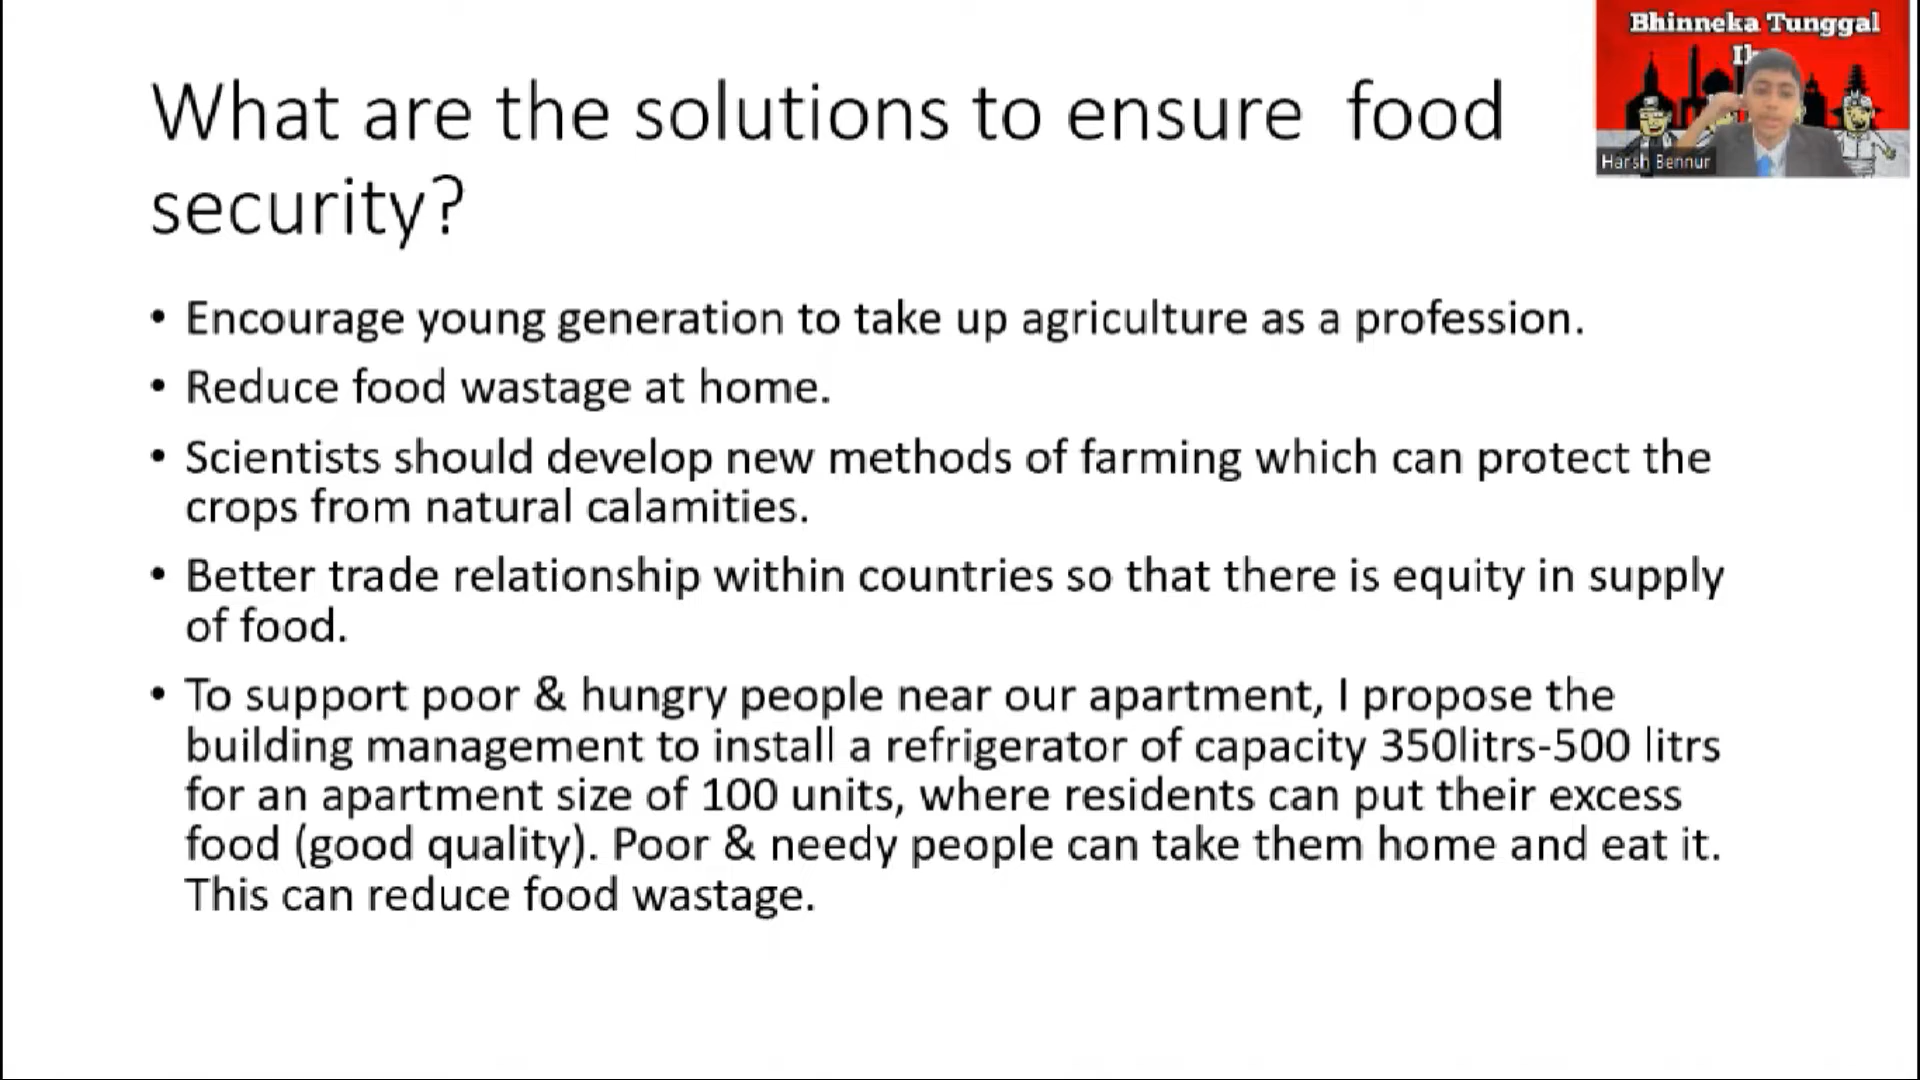 What are the solutions to ensure food
security?
• Encourage young generation to take up agriculture as a profession.
• Reduce food wastage at home.
• Scientists should develop new methods of farming which can protect the
crops from natural calamities.
• Better trade relationship within countries so that there is equity in supply
of food.
• To support poor & hungry people near our apartment, I propose the
building management to install a refrigerator of capacity 350litrs-500 litrs
for an apartment size of 100 units, where residents can put their excess
food (good quality). Poor & needy people can take them home and eat it.
This can reduce food wastage.
Bhinneka Tunggal
Harsh Bennur